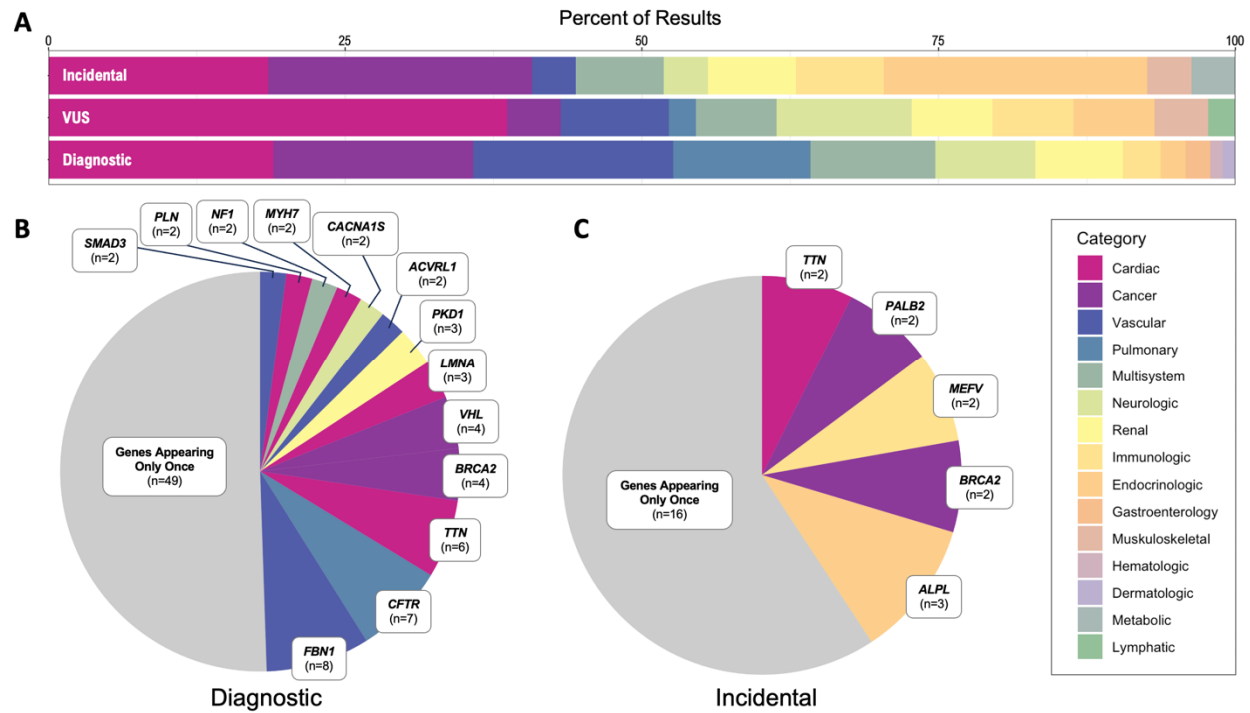 A
Percent of Results
0 25 50 75 100
Incidental
VUS
Diagnostic
B
SMAD3
(n=2)
PLN
(n=2)
NF1
(n=2)
MYH7
(n=2)
CACNA1S
(n=2)
ACVRL1
(n=2)
PKD1
(n=3)
LMNA
(n=3)
VHL
(n=4)
BRCA2
(n=4)
TTN
(n=6)
CFTR
(n=7)
FBN1
(n=8)
Genes Appearing
Only Once
(n=49)
Diagnostic
C
TTN
(n=2)
PALB2
(n=2)
MEFV
(n=2)
BRCA2
(n=2)
ALPL
(n=3)
Genes Appearing
Only Once
(n=16)
Incidental
Category
Cardiac
Cancer
Vascular
Pulmonary
Multisystem
Neurologic
Renal
Immunologic
Endocrinologic
Gastroenterology
Muskuloskeletal
Hematologic
Dermatologic
Metabolic
Lymphatic